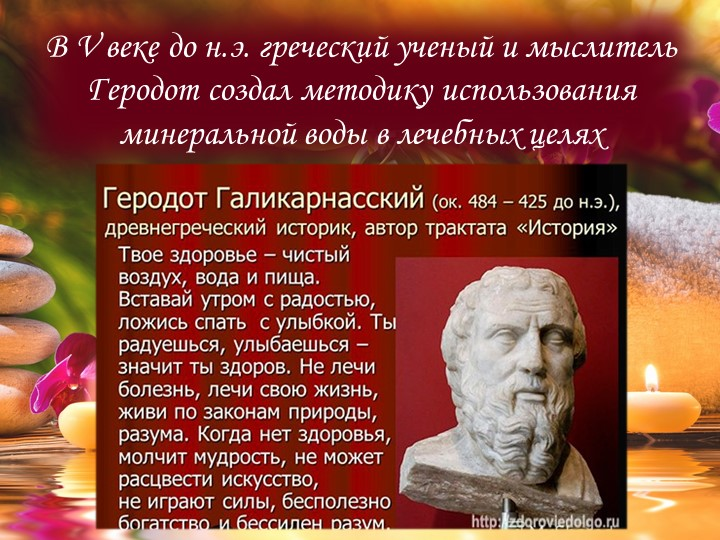 В V веке до н.э. греческий ученый и мыслитель
Геродот создал методику использования
минеральной воды в лечебных целях
Геродот Галикарнасский (ок. 484 – 425 до н.э.),
древнегреческий историк, автор трактата «История»
Твое здоровье – чистый
воздух, вода и пища.
Вставай утром с радостью,
ложись спать с улыбкой. Ты
радуешься, улыбаешься –
значит ты здоров. Не лечи
болезнь, лечи свою жизнь,
живи по законам природы,
разума. Когда нет здоровья,
молчит мудрость, не может
расцвести искусство,
не играют силы, бесполезно
богатство и бессилен разум.
http://zdoroviedolgo.ru